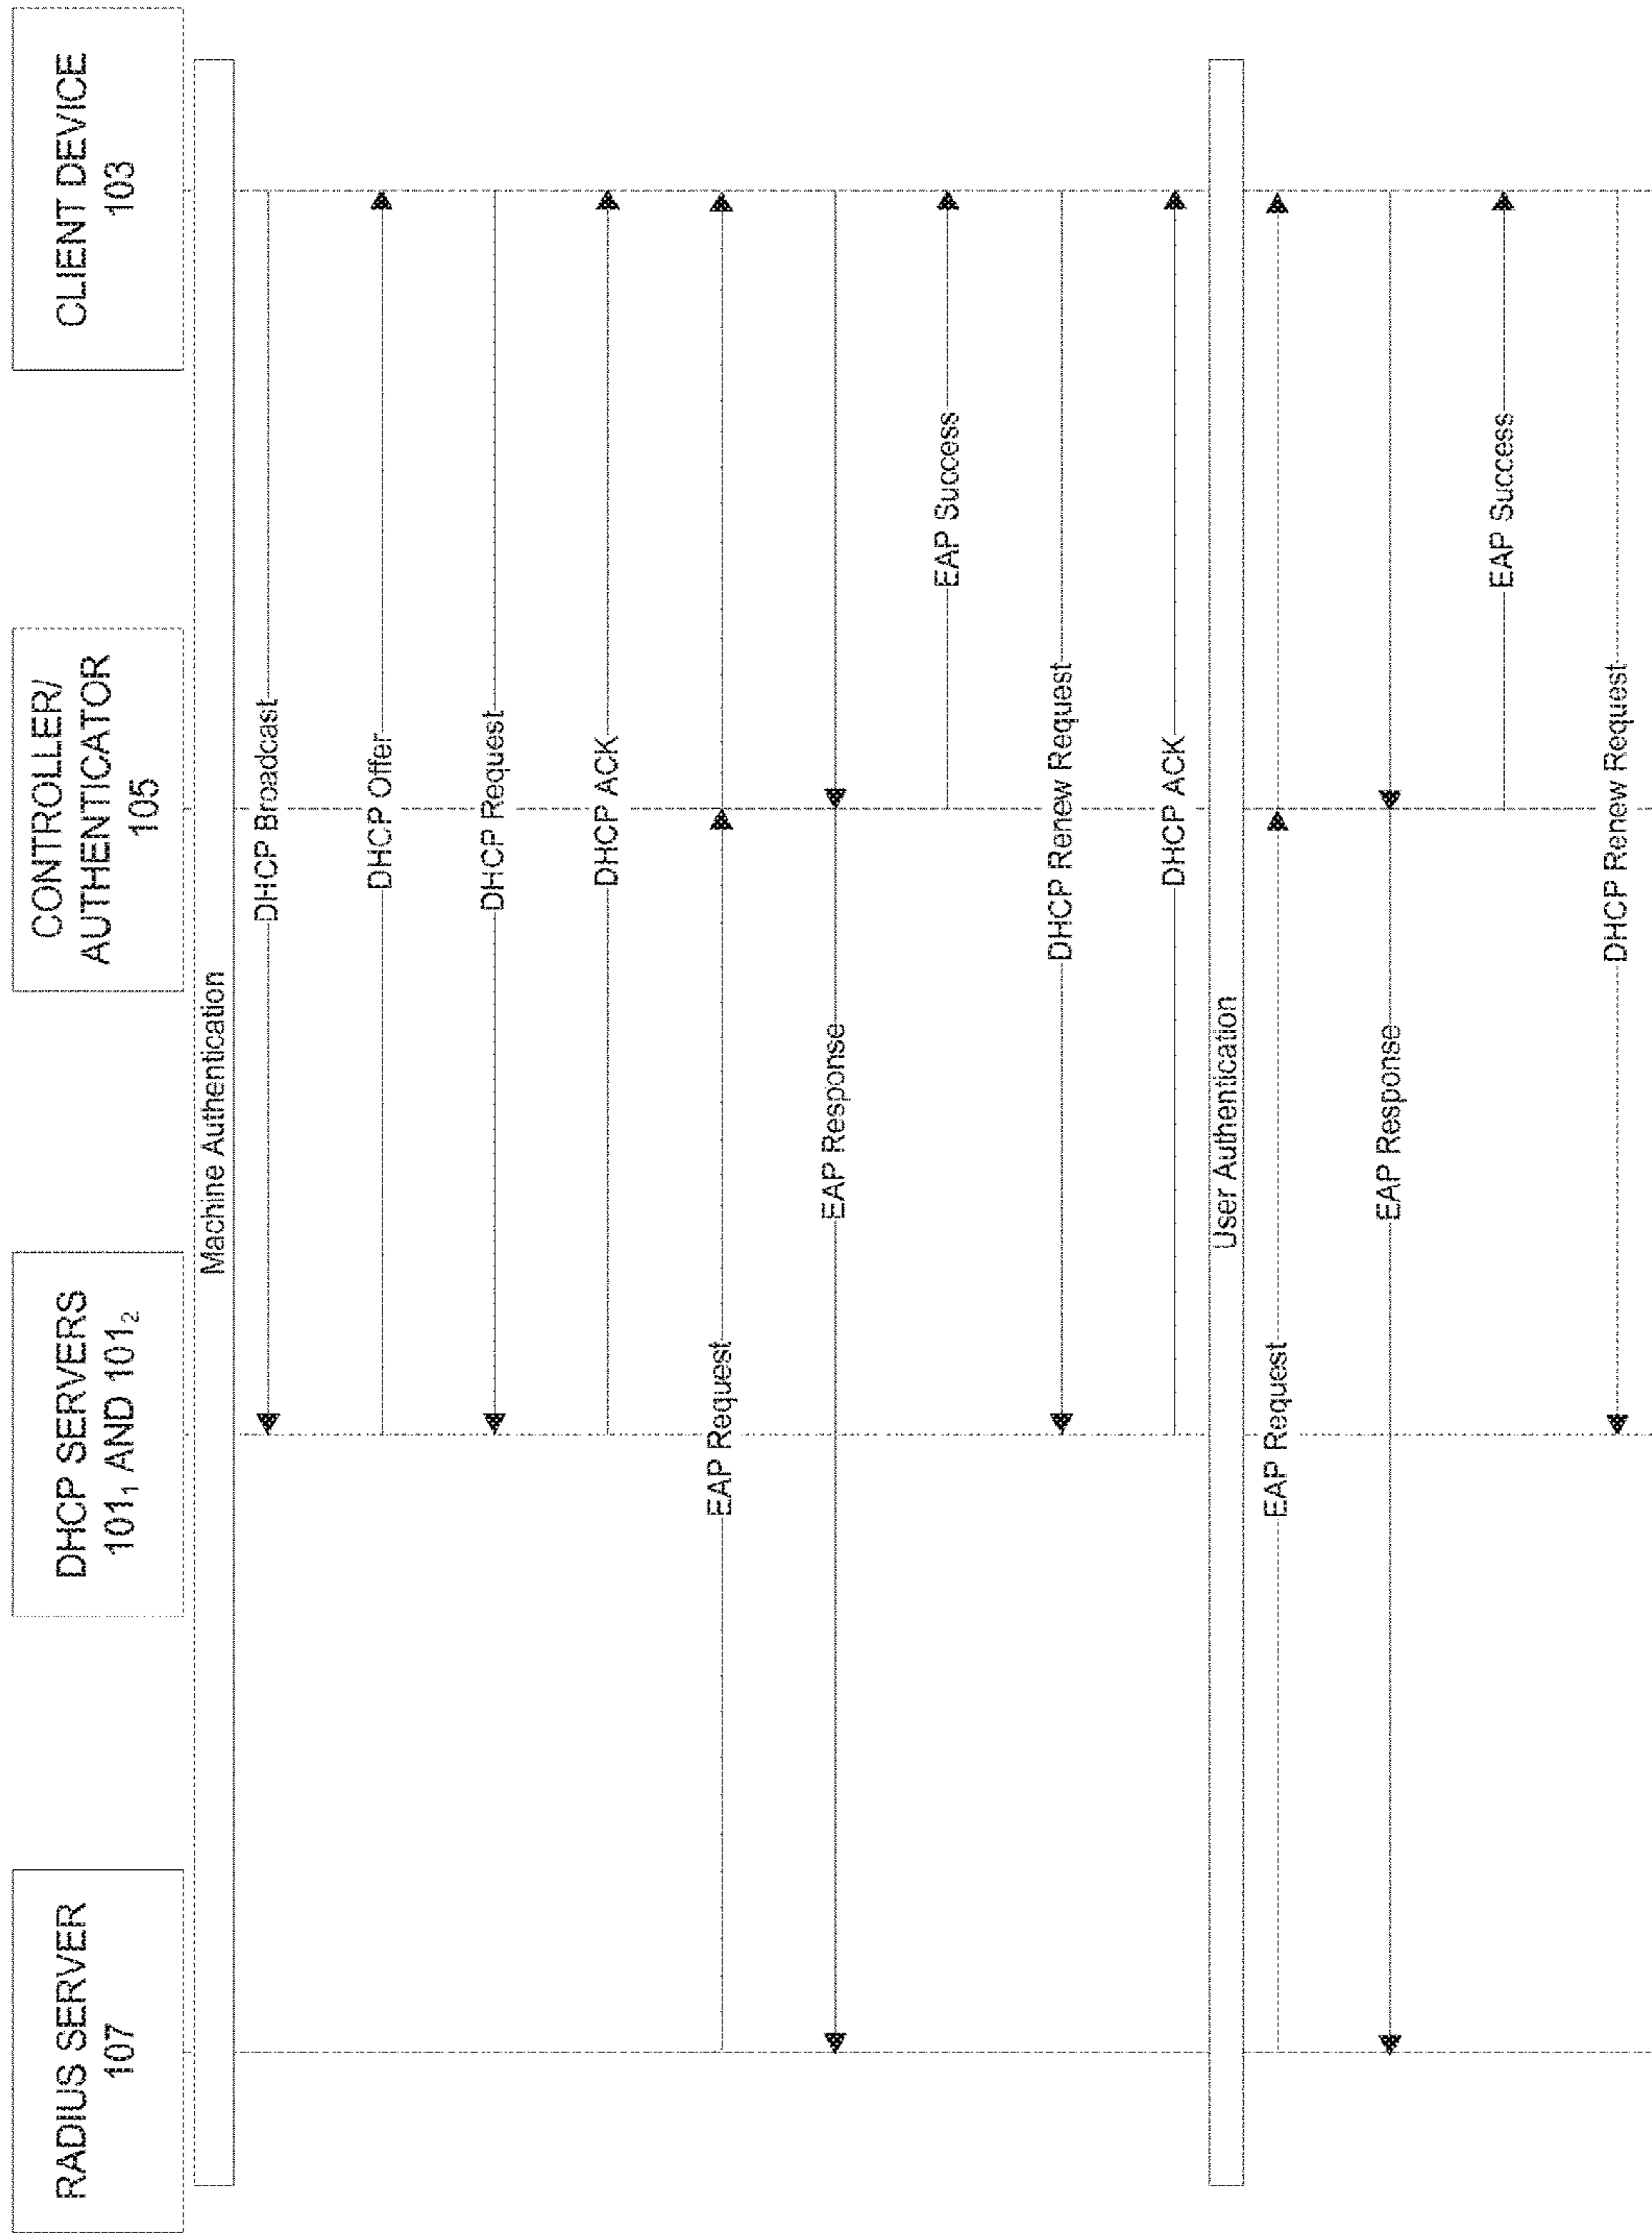 RADIUS SERVER
107
DHCP SERVERS
101₁ AND 101₂
CONTROLLER/
AUTHENTICATOR
105
CLIENT DEVICE
103
Machine Authentication
DHCP Broadcast
DHCP Offer
DHCP Request
DHCP ACK
EAP Request
EAP Response
EAP Success
DHCP Renew Request
DHCP ACK
User Authentication
EAP Request
EAP Response
EAP Success
DHCP Renew Request